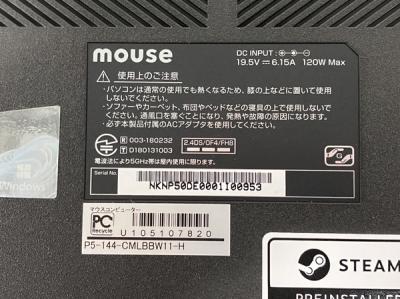 mouse
DC INPUT:
19.5V⎓6.15A 120W Max
使用上のご注意
・パソコンは通常の使用でも熱くなるため、膝の上などに置いて使用
しないでください。
・ソファーやカーペット、布団やベッドなどの寝具の上で使用しないで
ください。通風口を塞ぐことになり、発熱や故障の原因になります。
・必ず本製品付属のACアダプタを使用してください。
R 003-180232
T D180131003
2.4DS/OF4/FH8
電波法により5GHz帯は屋内使用に限ります。
Serial No.
NKNP50DE0001100953
Windows
マウスコンピューター
PC
Recycle
U105107820
P5-144-CMLBBW11-H
STEAM
PREINSTALLED